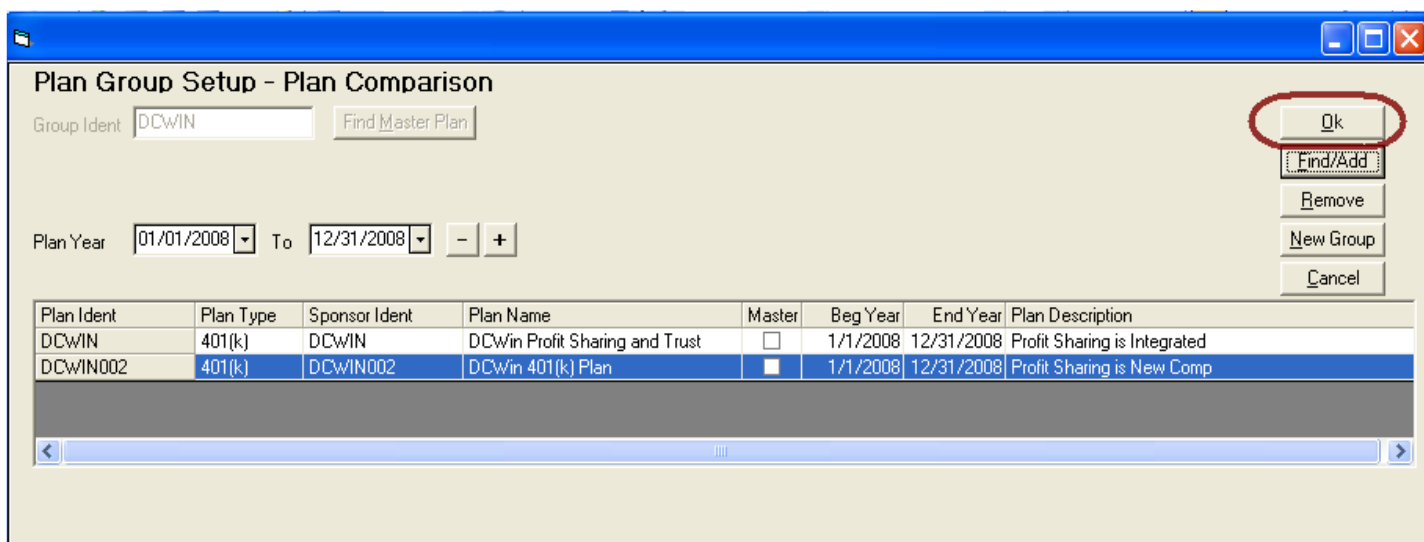 Plan Group Setup - Plan Comparison
Group Ident DCWIN Find Master Plan
Ok
Find/Add
Remove
Plan Year 01/01/2008 To 12/31/2008 - + New Group
Cancel
Plan Ident Plan Type Sponsor Ident Plan Name Master Beg Year End Year Plan Description
DCWIN 401(k) DCWIN DCWin Profit Sharing and Trust 1/1/2008 12/31/2008 Profit Sharing is Integrated
DCWIN002 401(k) DCWIN002 DCWin 401(k) Plan 1/1/2008 12/31/2008 Profit Sharing is New Comp